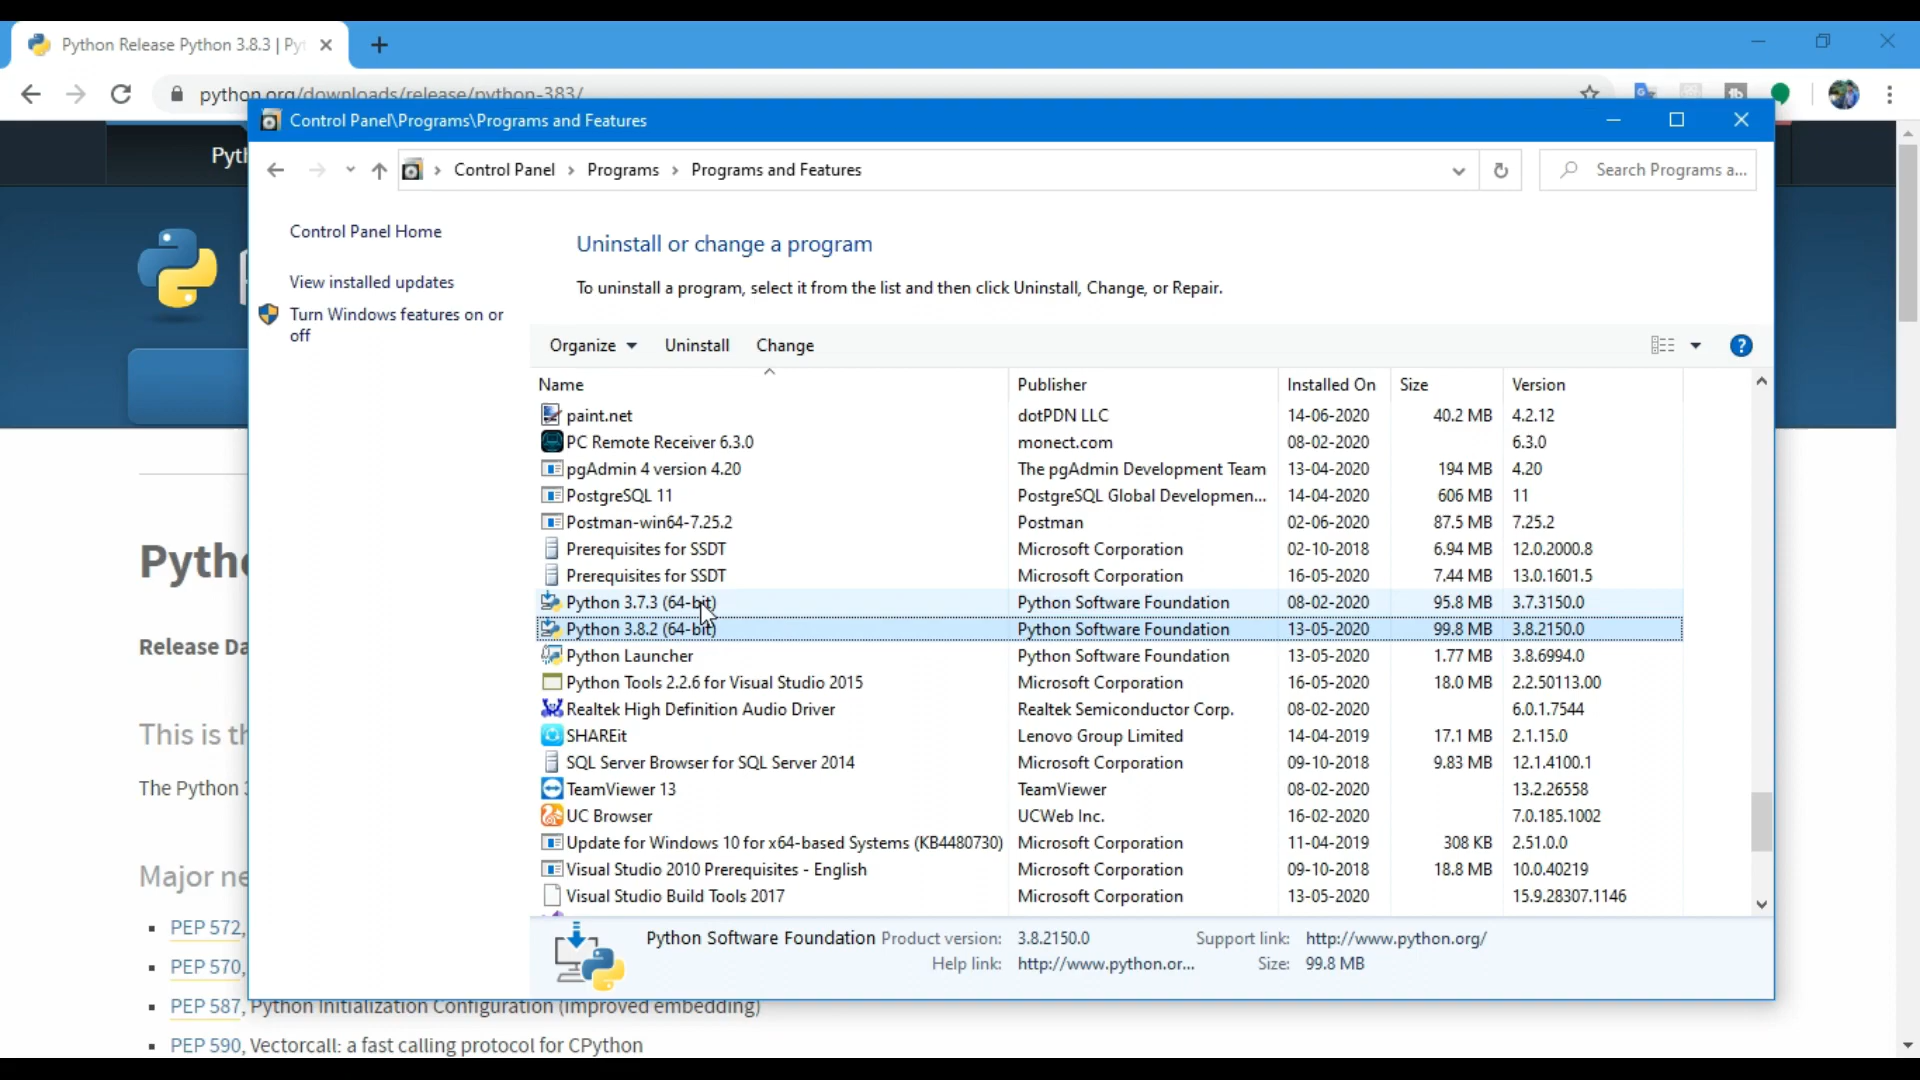 Python Release Python 3.8.3 | Pyt
python.org/downloads/release/python-383/
Control Panel\Programs\Programs and Features
Control Panel > Programs > Programs and Features
Search Programs a...
Control Panel Home
View installed updates
Turn Windows features on or
off
Uninstall or change a program
To uninstall a program, select it from the list and then click Uninstall, Change, or Repair.
Organize Uninstall Change
Name Publisher Installed On Size Version
paint.net dotPDN LLC 14-06-2020 40.2 MB 4.2.12
PC Remote Receiver 6.3.0 monect.com 08-02-2020 6.3.0
pgAdmin 4 version 4.20 The pgAdmin Development Team 13-04-2020 194 MB 4.20
PostgreSQL 11 PostgreSQL Global Developmen... 14-04-2020 606 MB 11
Postman-win64-7.25.2 Postman 02-06-2020 87.5 MB 7.25.2
Prerequisites for SSDT Microsoft Corporation 02-10-2018 6.94 MB 12.0.2000.8
Prerequisites for SSDT Microsoft Corporation 16-05-2020 7.44 MB 13.0.1601.5
Python 3.7.3 (64-bit) Python Software Foundation 08-02-2020 95.8 MB 3.7.3150.0
Python 3.8.2 (64-bit) Python Software Foundation 13-05-2020 99.8 MB 3.8.2150.0
Python Launcher Python Software Foundation 13-05-2020 1.77 MB 3.8.6994.0
Python Tools 2.2.6 for Visual Studio 2015 Microsoft Corporation 16-05-2020 18.0 MB 2.2.50113.00
Realtek High Definition Audio Driver Realtek Semiconductor Corp. 08-02-2020 6.0.1.7544
SHAREit Lenovo Group Limited 14-04-2019 17.1 MB 2.1.15.0
SQL Server Browser for SQL Server 2014 Microsoft Corporation 09-10-2018 9.83 MB 12.1.4100.1
TeamViewer 13 TeamViewer 08-02-2020 13.2.26558
UC Browser UCWeb Inc. 16-02-2020 7.0.185.1002
Update for Windows 10 for x64-based Systems (KB4480730) Microsoft Corporation 11-04-2019 308 KB 2.51.0.0
Visual Studio 2010 Prerequisites - English Microsoft Corporation 09-10-2018 18.8 MB 10.0.40219
Visual Studio Build Tools 2017 Microsoft Corporation 13-05-2020 15.9.28307.1146
Python Software Foundation Product version: 3.8.2150.0 Support link: http://www.python.org/
Help link: http://www.python.or... Size: 99.8 MB
Pyth
Pytho
Release Da
This is th
The Python 3
Major ne
PEP 572,
PEP 570,
PEP 587, Python Initialization Configuration (improved embedding)
PEP 590, Vectorcall: a fast calling protocol for CPython